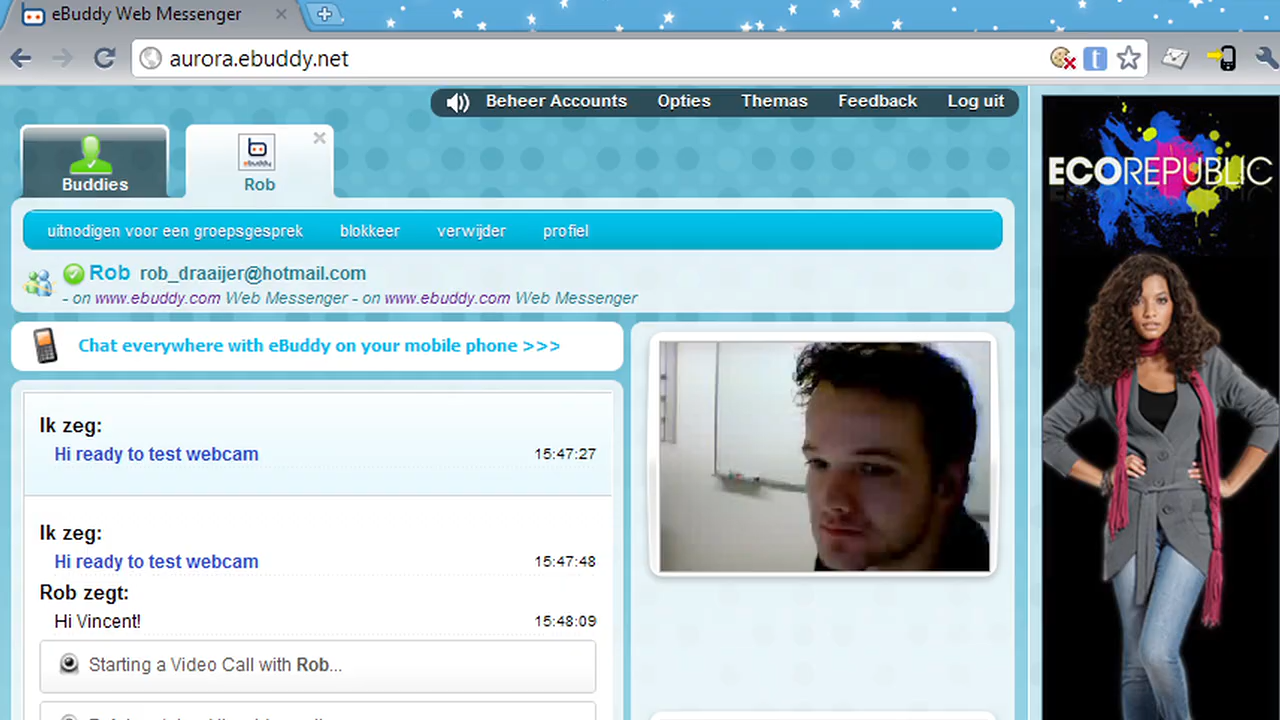 eBuddy Web Messenger
aurora.ebuddy.net
t
Beheer Accounts Opties Themas Feedback Log uit
Buddies
ebuddy
Rob
ECOREPUBLIC
uitnodigen voor een groepsgesprek blokkeer verwijder profiel
Rob rob_draaijer@hotmail.com
- on www.ebuddy.com Web Messenger - on www.ebuddy.com Web Messenger
Chat everywhere with eBuddy on your mobile phone >>>
Ik zeg:
Hi ready to test webcam 15:47:27
Ik zeg:
Hi ready to test webcam 15:47:48
Rob zegt:
Hi Vincent! 15:48:09
Starting a Video Call with Rob...